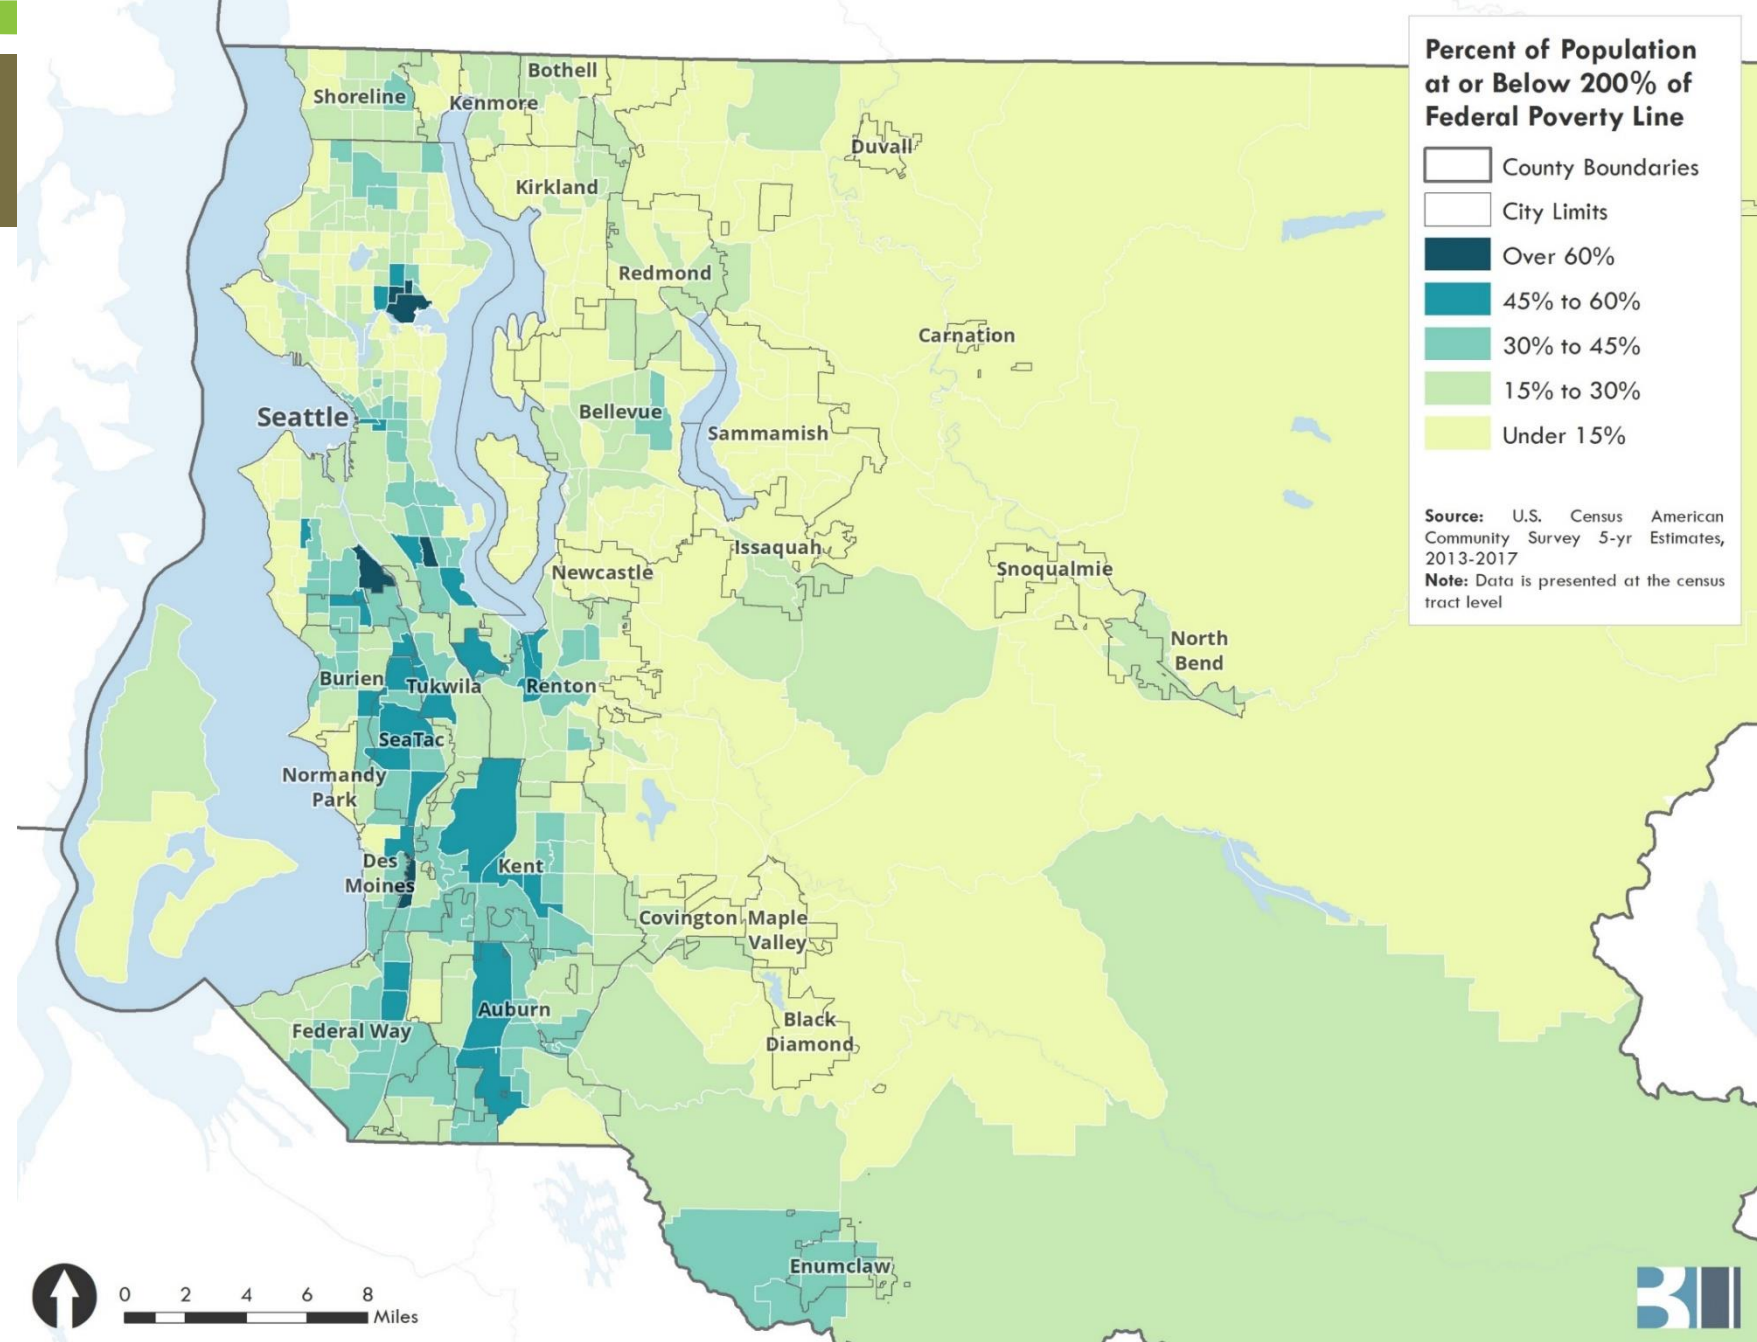 Percent of Population
at or Below 200% of
Federal Poverty Line
County Boundaries
City Limits
Over 60%
45% to 60%
30% to 45%
15% to 30%
Under 15%
Source: U.S. Census American
Community Survey 5-yr Estimates,
2013-2017
Note: Data is presented at the census
tract level
Bothell
Shoreline
Kenmore
Duvall
Kirkland
Redmond
Carnation
Seattle
Bellevue
Sammamish
Issaquah
Newcastle
Snoqualmie
North
Bend
Burien
Tukwila
Renton
SeaTac
Normandy
Park
Des
Moines
Kent
Covington
Maple
Valley
Auburn
Federal Way
Black
Diamond
Enumclaw
0 2 4 6 8
Miles